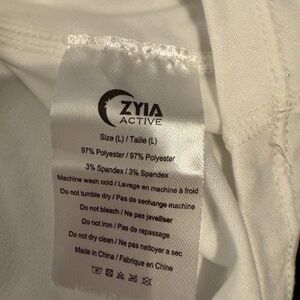 ZYIA
ACTIVE
Size (L) / Taille (L)
97% Polyester / 97% Polyester
3% Spandex / 3% Spandex
Machine wash cold / Lavage en machine à froid
Do not tumble dry / Pas de sechange machine
Do not bleach / Ne pas javelliser
Do not iron / Pas de repassage
Do not dry clean / Ne pas nettoyer a sec
Made in China / Fabrique en Chine